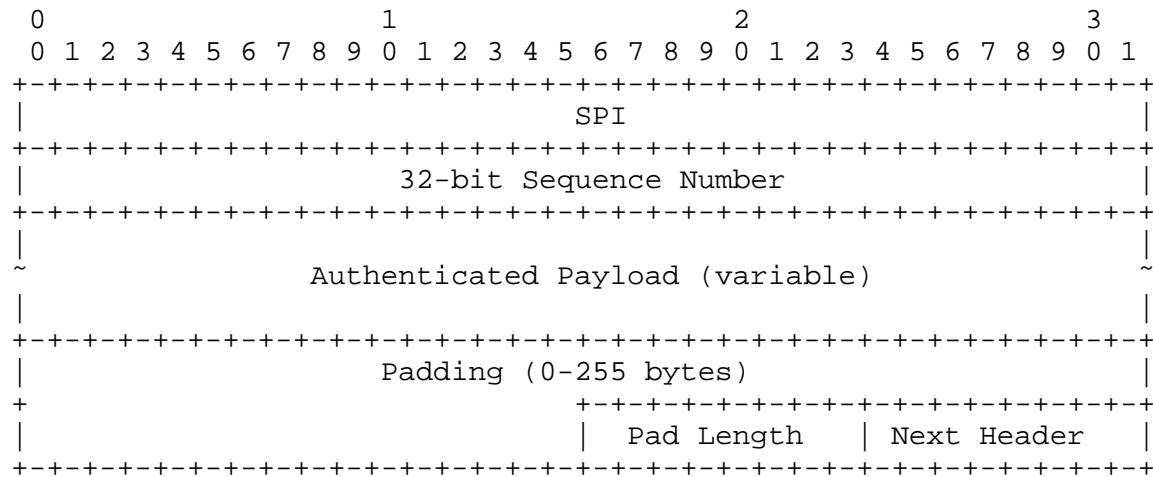 0                   1                   2                   3
 0 1 2 3 4 5 6 7 8 9 0 1 2 3 4 5 6 7 8 9 0 1 2 3 4 5 6 7 8 9 0 1
+-+-+-+-+-+-+-+-+-+-+-+-+-+-+-+-+-+-+-+-+-+-+-+-+-+-+-+-+-+-+-+-+
|                               SPI                             |
+-+-+-+-+-+-+-+-+-+-+-+-+-+-+-+-+-+-+-+-+-+-+-+-+-+-+-+-+-+-+-+-+
|                     32-bit Sequence Number                    |
+-+-+-+-+-+-+-+-+-+-+-+-+-+-+-+-+-+-+-+-+-+-+-+-+-+-+-+-+-+-+-+-+
|                                                               |
~                Authenticated Payload (variable)               ~
|                                                               |
+-+-+-+-+-+-+-+-+-+-+-+-+-+-+-+-+-+-+-+-+-+-+-+-+-+-+-+-+-+-+-+-+
|                    Padding (0-255 bytes)                      |
+                               +-+-+-+-+-+-+-+-+-+-+-+-+-+-+-+-+
|                               |  Pad Length   | Next Header   |
+-+-+-+-+-+-+-+-+-+-+-+-+-+-+-+-+-+-+-+-+-+-+-+-+-+-+-+-+-+-+-+-+